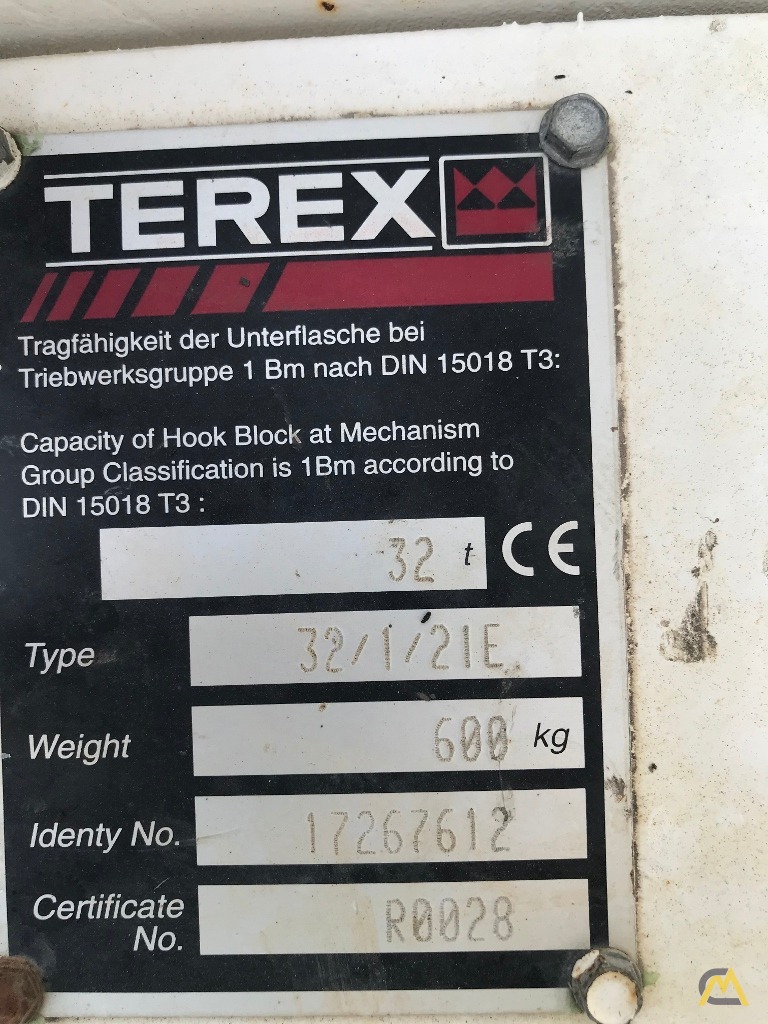 TEREX
Tragfähigkeit der Unterflasche bei
Triebwerksgruppe 1 Bm nach DIN 15018 T3:
Capacity of Hook Block at Mechanism
Group Classification is 1Bm according to
DIN 15018 T3 :
32 t CE
Type 32/1/21E
Weight 600 kg
Identy No. 17267612
Certificate
No. R0028